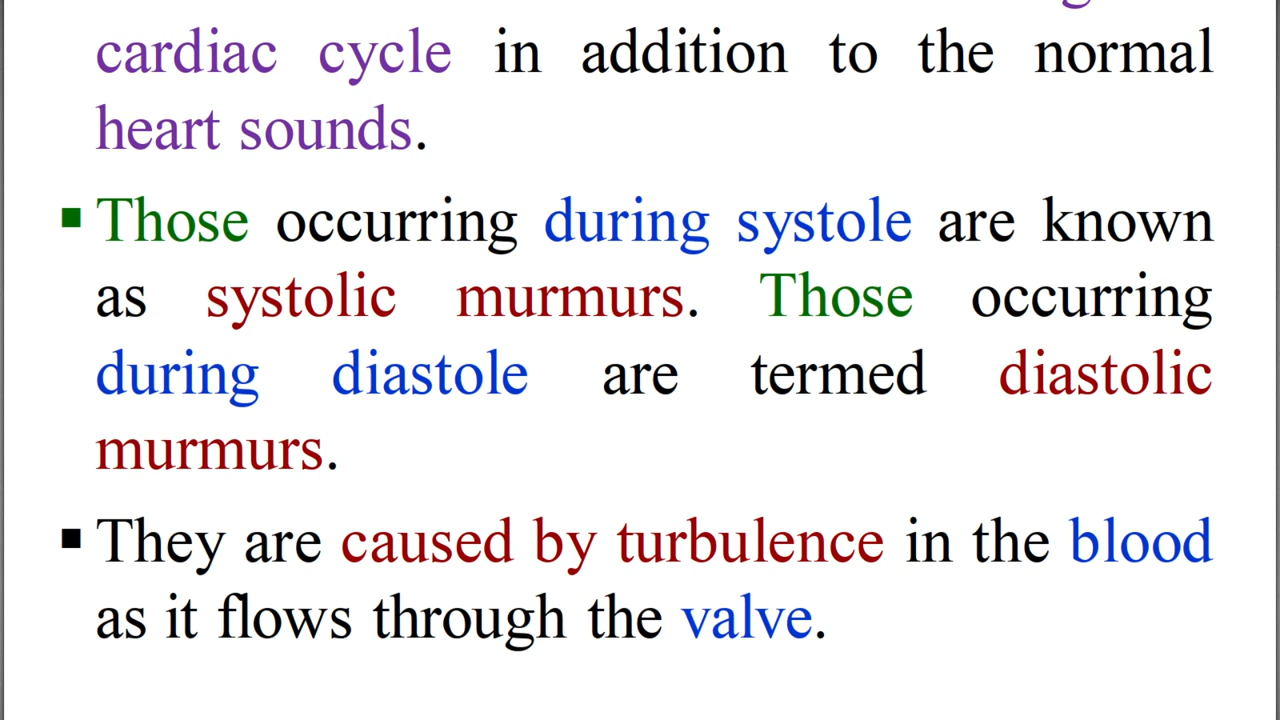 cardiac cycle in addition to the normal
heart sounds.
▪ Those occurring during systole are known
as systolic murmurs. Those occurring
during diastole are termed diastolic
murmurs.
▪ They are caused by turbulence in the blood
as it flows through the valve.